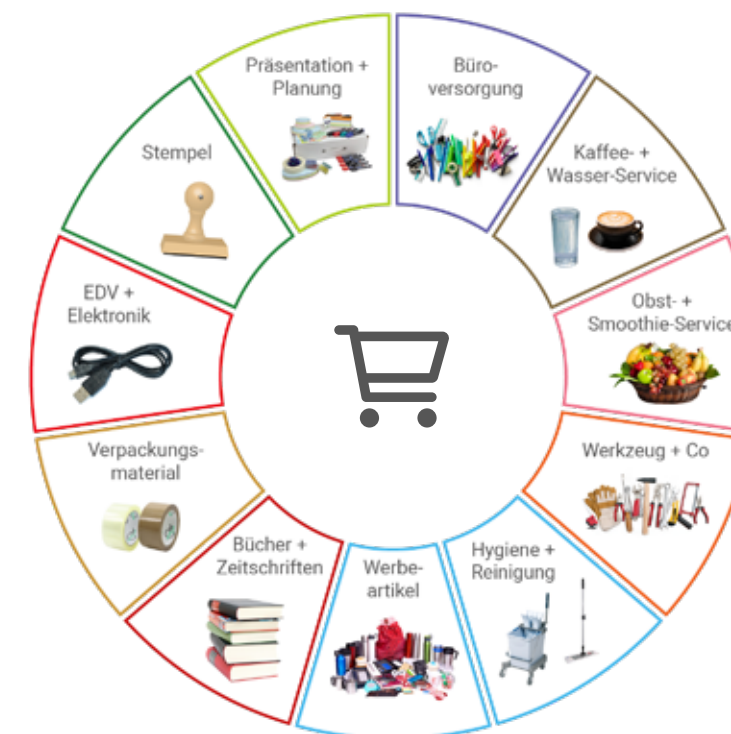 Präsentation +
Planung
Büro-
versorgung
Kaffee- +
Wasser-Service
Obst- +
Smoothie-Service
Werkzeug + Co
Hygiene +
Reinigung
Werbe-
artikel
Bücher +
Zeitschriften
Verpackungs-
material
EDV +
Elektronik
Stempel